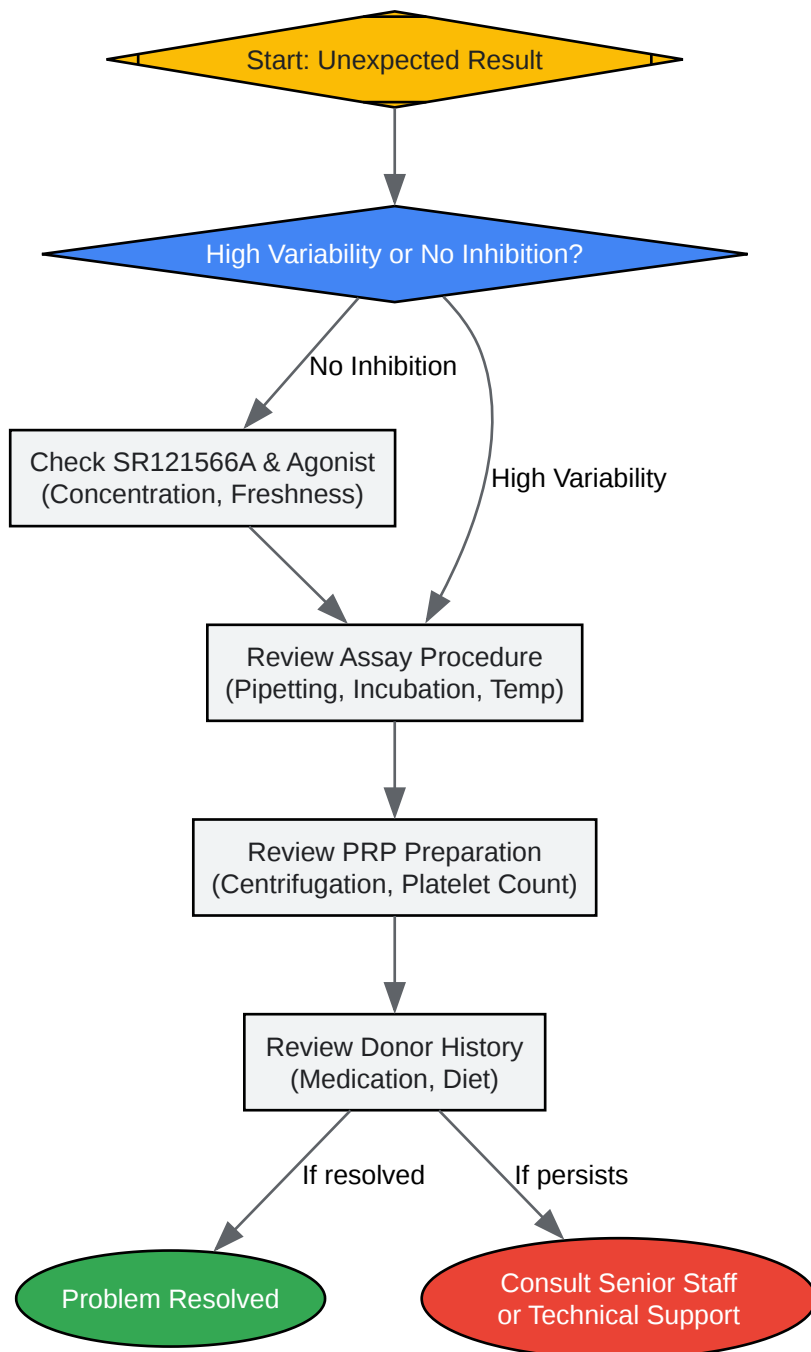 Start: Unexpected Result
High Variability or No Inhibition?
No Inhibition
Check SR121566A & Agonist
(Concentration, Freshness)
High Variability
Review Assay Procedure
(Pipetting, Incubation, Temp)
Review PRP Preparation
(Centrifugation, Platelet Count)
Review Donor History
(Medication, Diet)
If resolved
If persists
Problem Resolved
Consult Senior Staff
or Technical Support